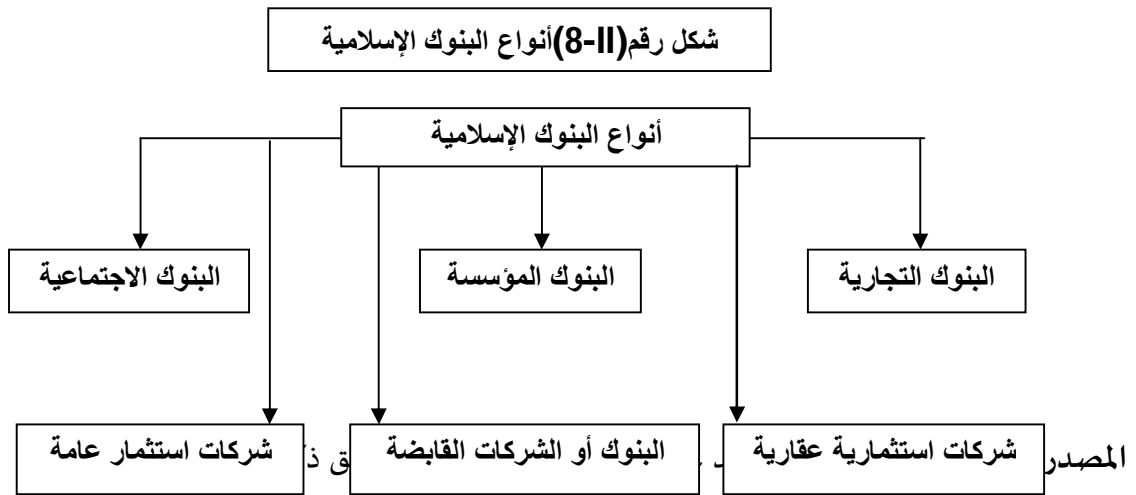 شكل رقم(II-8)أنواع البنوك الإسلامية
أنواع البنوك الإسلامية
البنوك التجارية
البنوك المؤسسة
البنوك الاجتماعية
المصدر
شركات استثمارية عقارية
البنوك أو الشركات القابضة
شركات استثمار عامة